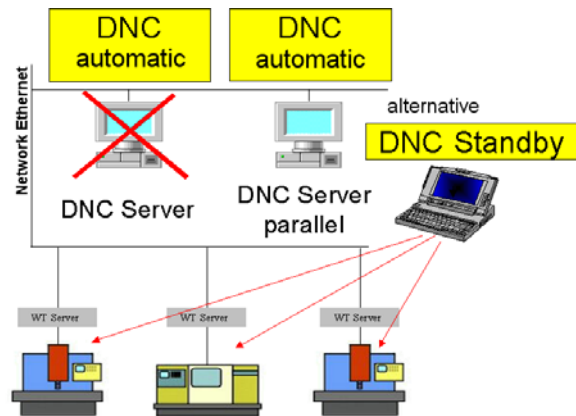 DNC
automatic
DNC
automatic
Network Ethernet
alternative
DNC Standby
DNC Server
DNC Server
parallel
WT Server
WT Server
WT Server